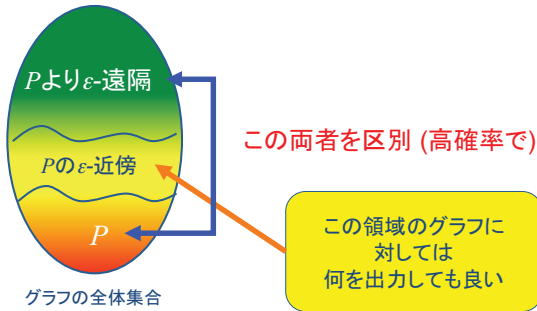 Pよりε-遠隔
この両者を区別 (高確率で)
Pのε-近傍
P
この領域のグラフに
対しては
何を出力しても良い
グラフの全体集合